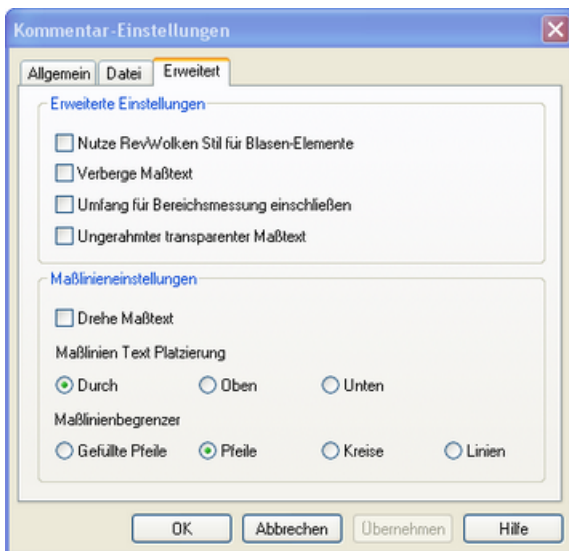 Kommentar-Einstellungen
Allgemein Datei Erweitert
Erweiterte Einstellungen
Nutze RevWolken Stil für Blasen-Elemente
Verberge Maßtext
Umfang für Bereichsmessung einschließen
Ungerahmter transparenter Maßtext
Maßlinieneinstellungen
Drehe Maßtext
Maßlinien Text Platzierung
Durch Oben Unten
Maßlinienbegrenzer
Gefüllte Pfeile Pfeile Kreise Linien
OK Abbrechen Übernehmen Hilfe